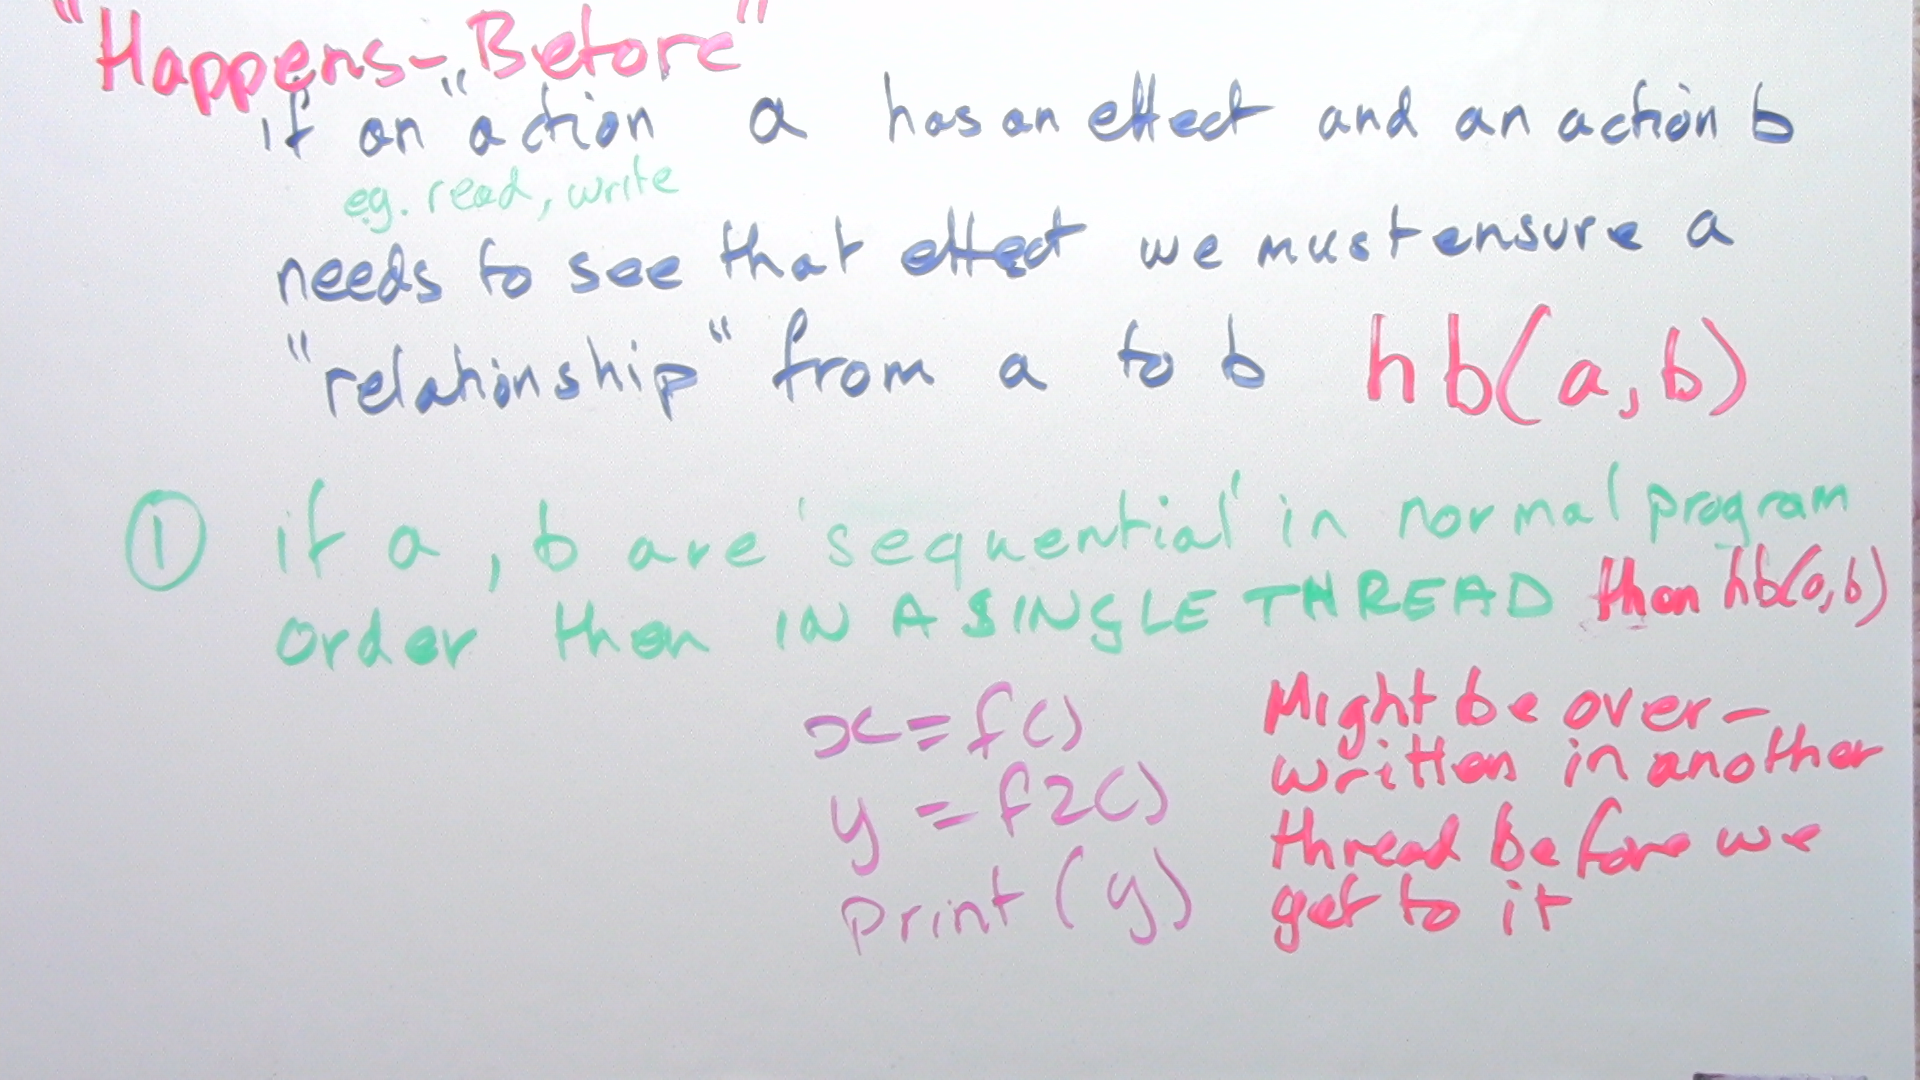 "Happens-Before"
if an "action a has an effect and an action b
eg. read, write
needs to see that effect we must ensure a
"relationship" from a to b hb(a,b)
① if a, b are 'sequential' in normal program
order then IN A SINGLE THREAD then hb(a,b)
x=f()
y=f2()
print(y)
Might be over-
written in another
thread before we
get to it